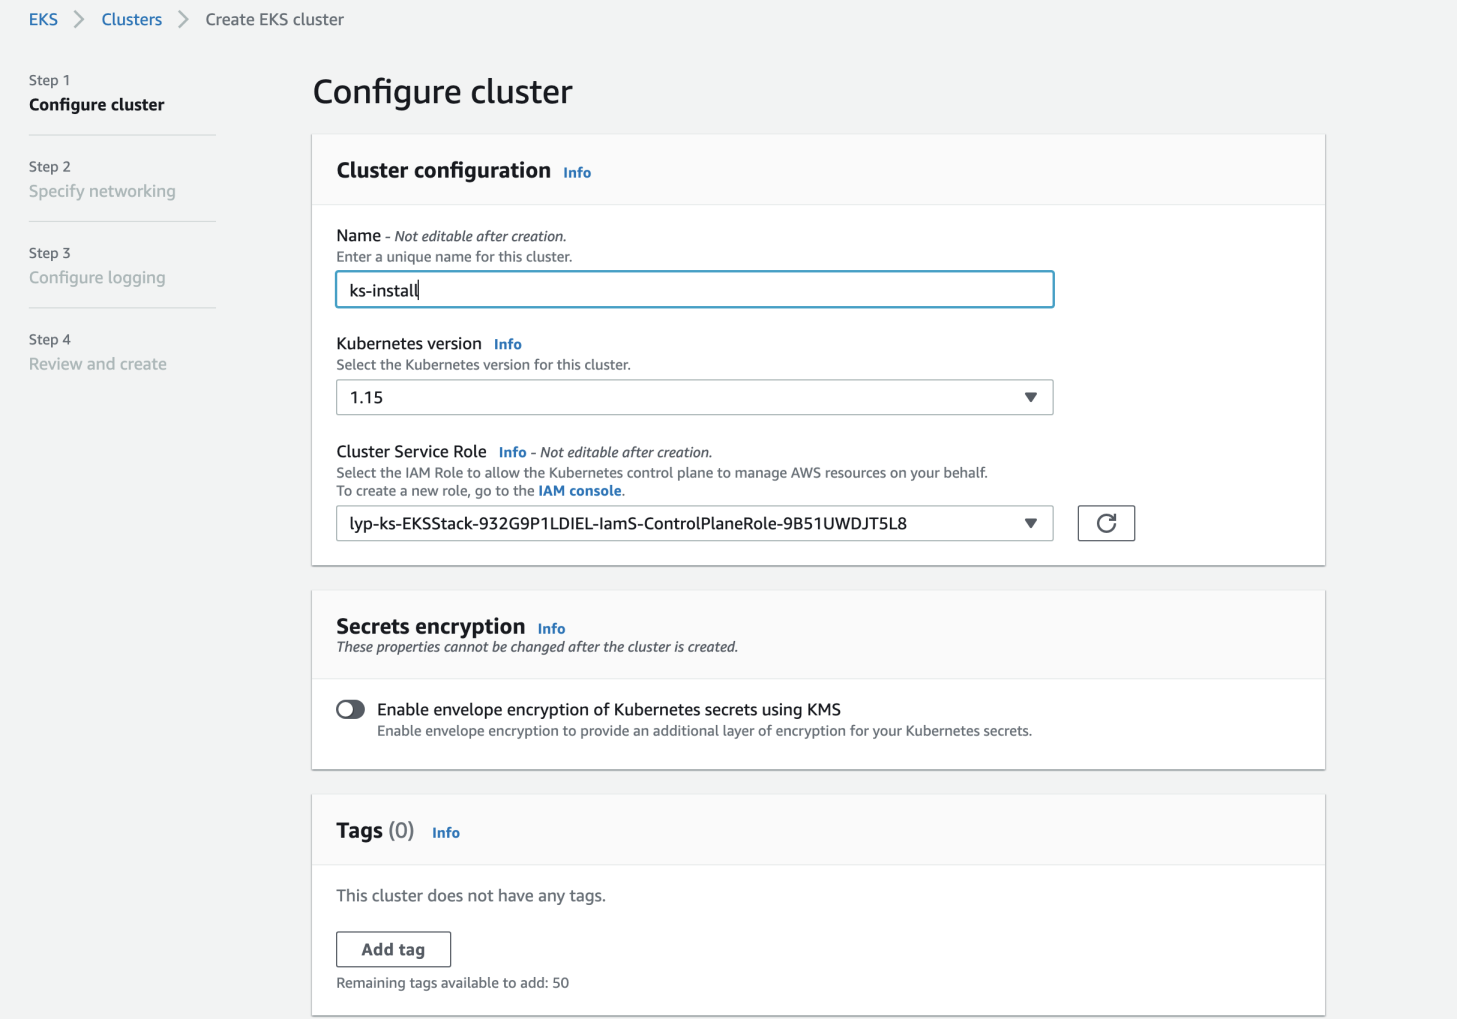 EKS > Clusters > Create EKS cluster
Step 1
Configure cluster
Step 2
Specify networking
Step 3
Configure logging
Step 4
Review and create
Configure cluster
Cluster configuration Info
Name - Not editable after creation.
Enter a unique name for this cluster.
ks-install
Kubernetes version Info
Select the Kubernetes version for this cluster.
1.15
Cluster Service Role Info - Not editable after creation.
Select the IAM Role to allow the Kubernetes control plane to manage AWS resources on your behalf.
To create a new role, go to the IAM console.
lyp-ks-EKSStack-932G9P1LDIEL-IamS-ControlPlaneRole-9B51UWDJT5L8
Secrets encryption Info
These properties cannot be changed after the cluster is created.
Enable envelope encryption of Kubernetes secrets using KMS
Enable envelope encryption to provide an additional layer of encryption for your Kubernetes secrets.
Tags (0) Info
This cluster does not have any tags.
Add tag
Remaining tags available to add: 50